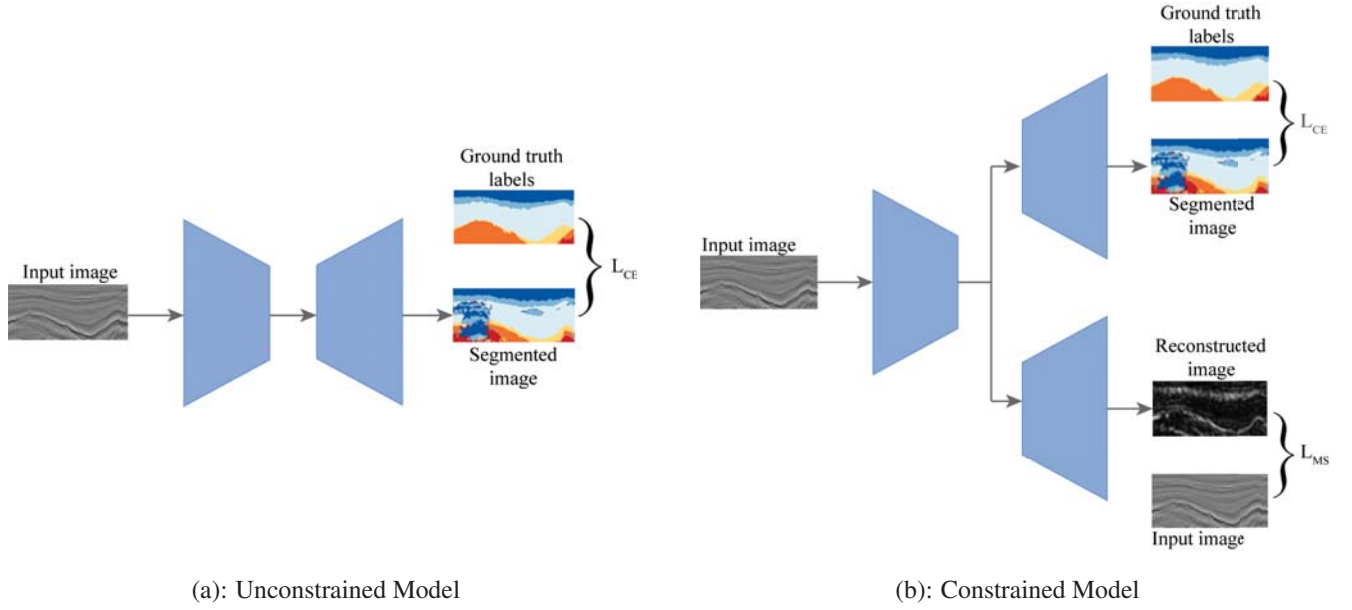 Ground truth
labels
Input image
L_CE
Segmented
image
(a): Unconstrained Model
Ground truth
labels
L_CE
Segmented
image
Input image
Reconstructed
image
L_MS
Input image
(b): Constrained Model